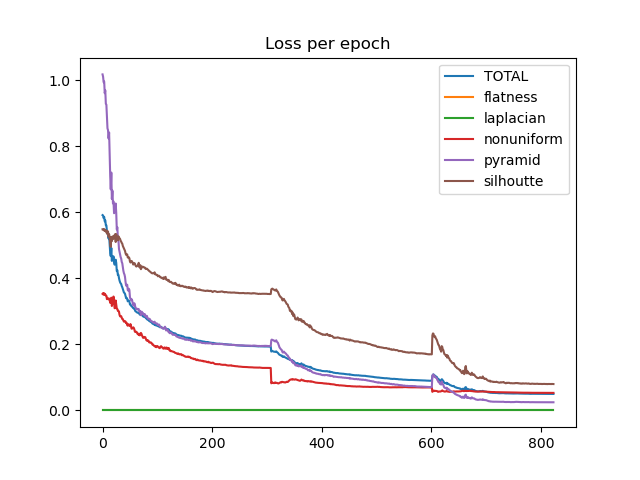 Loss per epoch
1.0
0.8
0.6
0.4
0.2
0.0
0
200
400
600
800
TOTAL
flatness
laplacian
nonuniform
pyramid
silhoutte